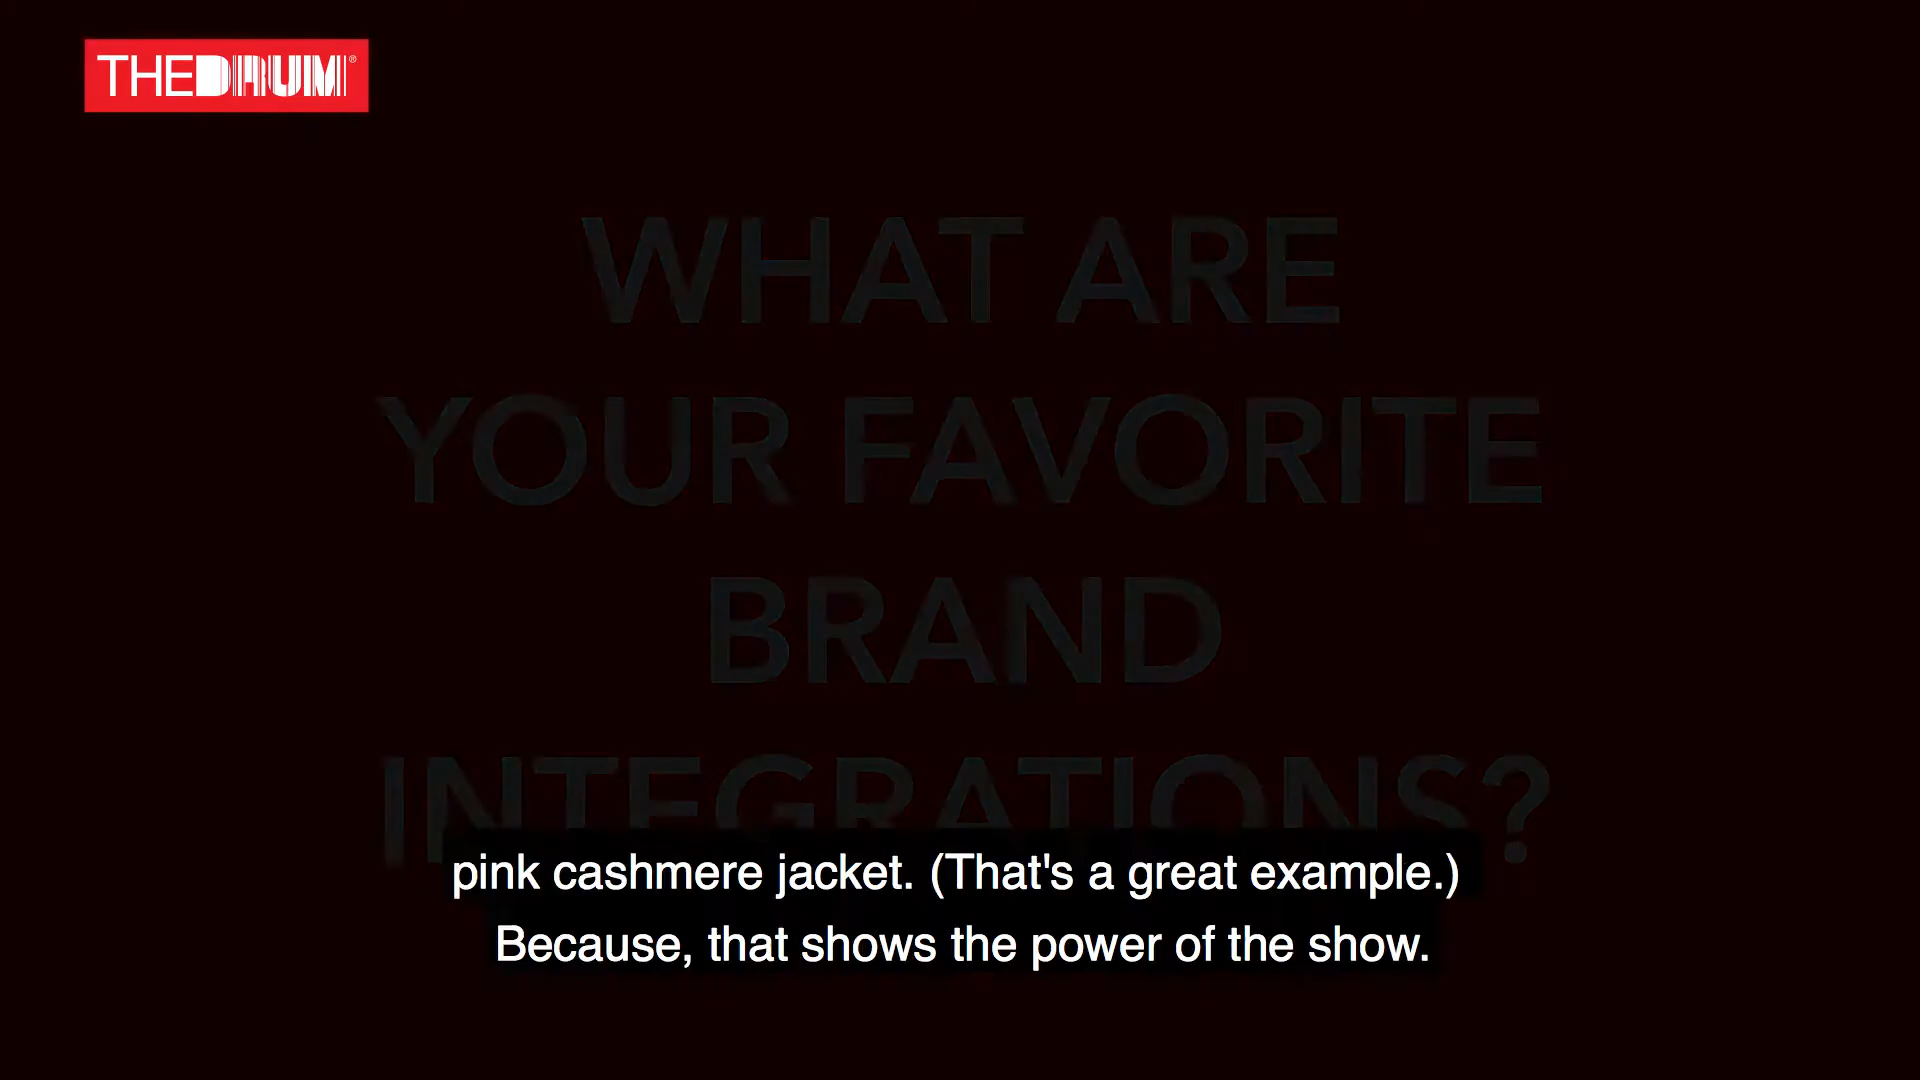 THEDRUM®
WHAT ARE
YOUR FAVORITE
BRAND
INTEGRATIONS?
pink cashmere jacket. (That's a great example.)
Because, that shows the power of the show.